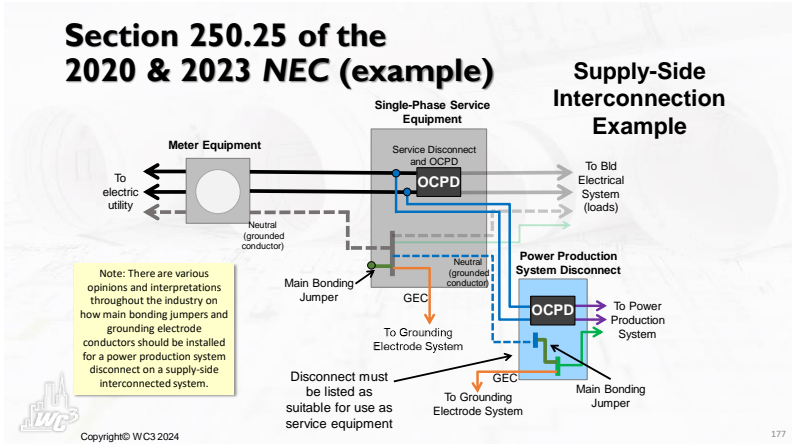 Section 250.25 of the
2020 & 2023 NEC (example)
Supply-Side
Interconnection
Example
Single-Phase Service
Equipment
Meter Equipment
Service Disconnect
and OCPD
OCPD
To
electric
utility
To Bld
Electrical
System
(loads)
Neutral
(grounded
conductor)
Neutral
(grounded
conductor)
Power Production
System Disconnect
Main Bonding
Jumper
GEC
To Grounding
Electrode System
OCPD
To Power
Production
System
Note: There are various
opinions and interpretations
throughout the industry on
how main bonding jumpers and
grounding electrode
conductors should be installed
for a power production system
disconnect on a supply-side
interconnected system.
Disconnect must
be listed as
suitable for use as
service equipment
GEC
To Grounding
Electrode System
Main Bonding
Jumper
WC3
Copyright© WC3 2024
177